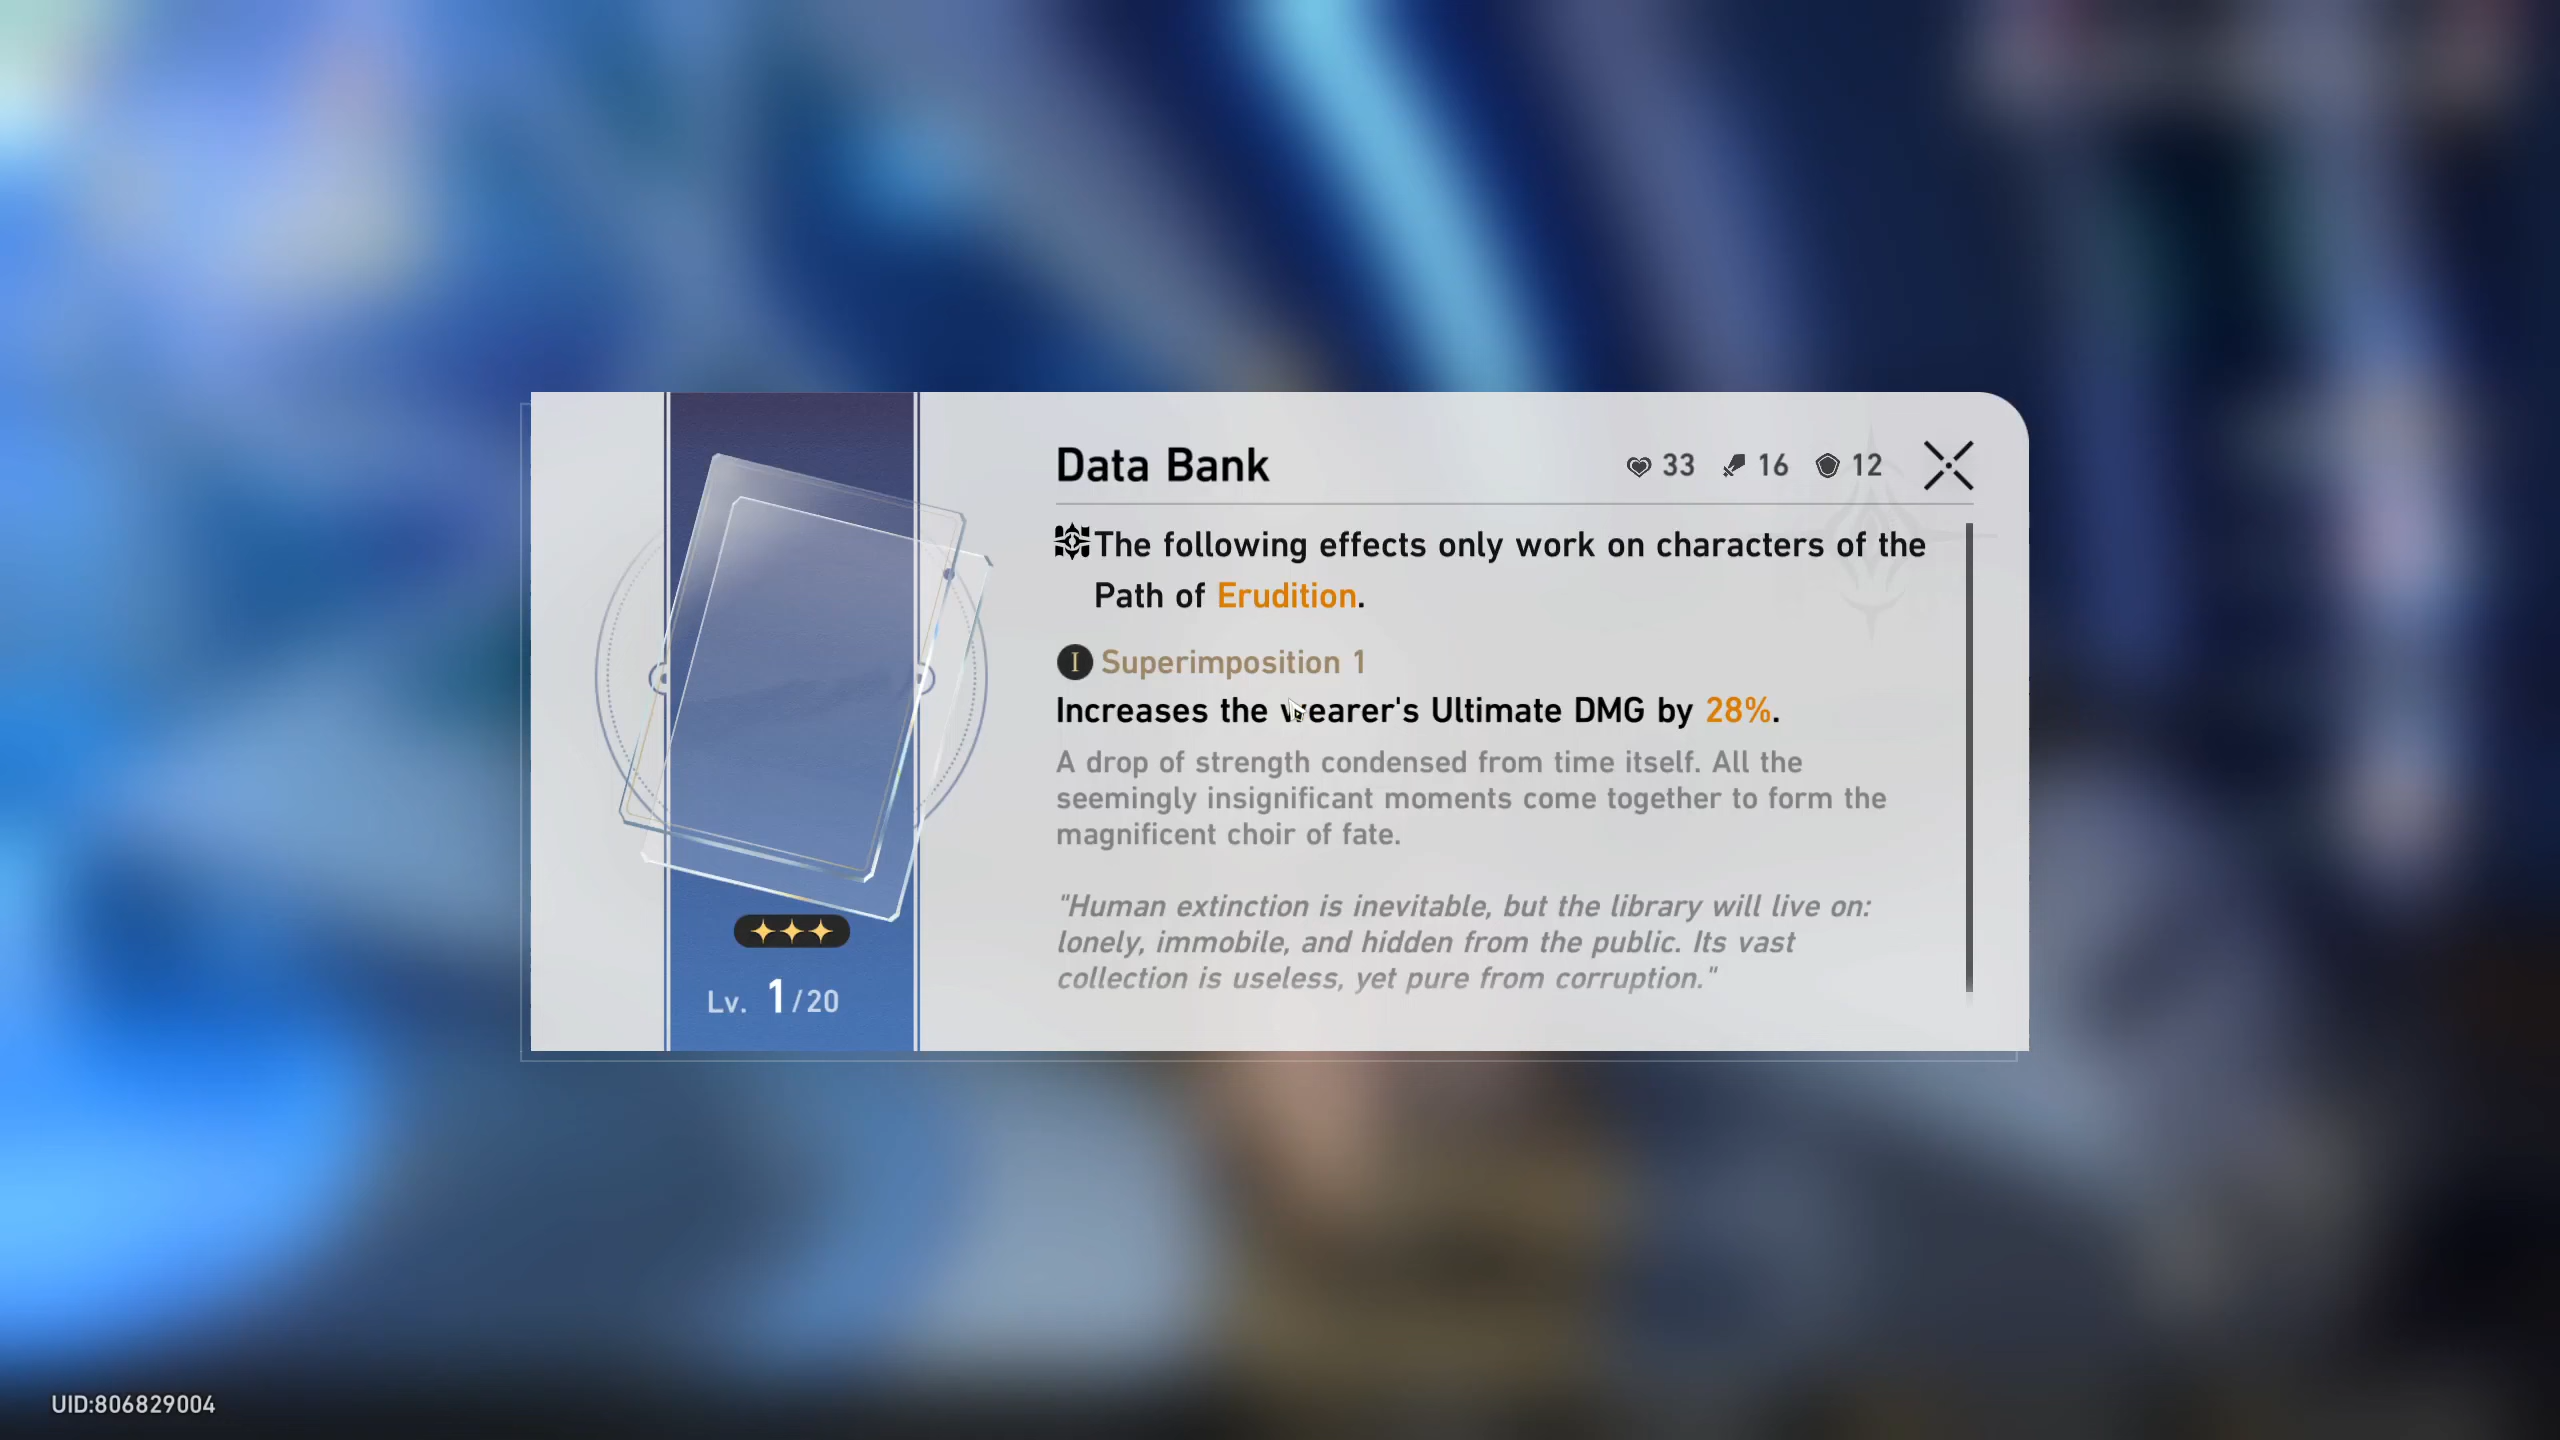 Data Bank
33 16 12
The following effects only work on characters of the
Path of Erudition.
I Superimposition 1
Increases the wearer's Ultimate DMG by 28%.
A drop of strength condensed from time itself. All the
seemingly insignificant moments come together to form the
magnificent choir of fate.
"Human extinction is inevitable, but the library will live on:
lonely, immobile, and hidden from the public. Its vast
collection is useless, yet pure from corruption."
Lv. 1/20
UID:806829004